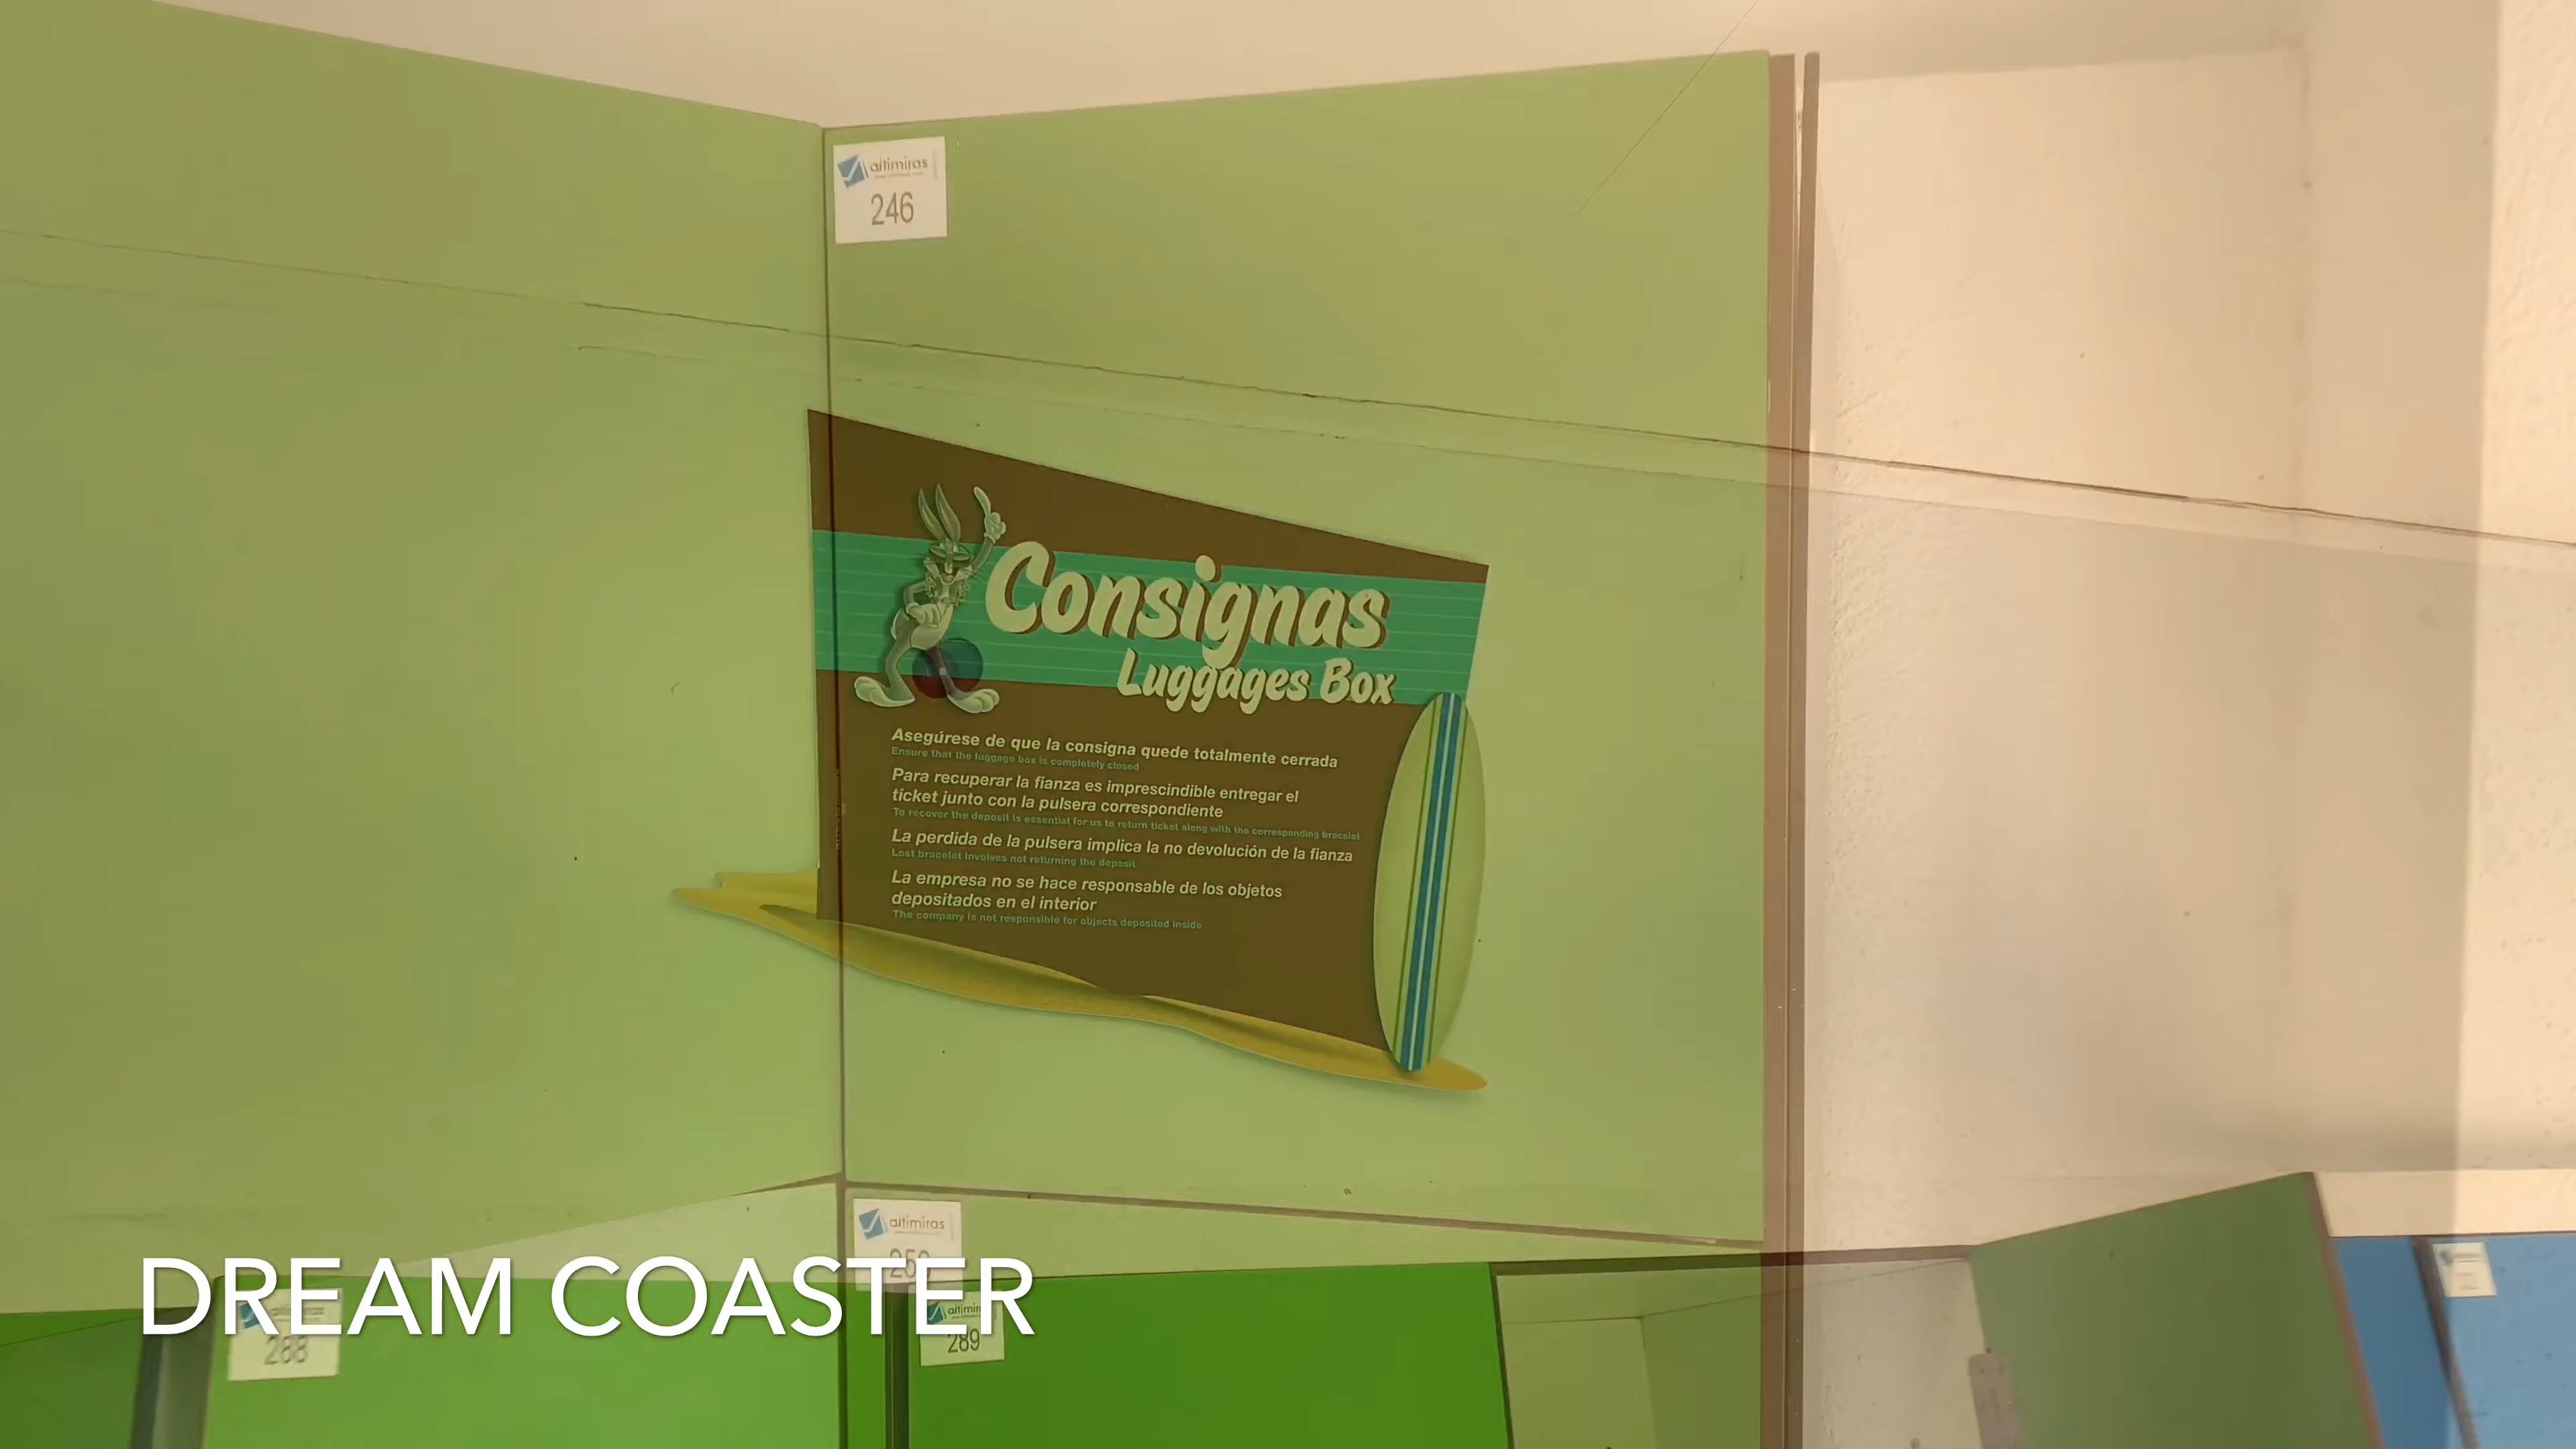 altimiras
246
Consignas
Luggages Box
Asegúrese de que la consigna quede totalmente cerrada
Ensure that the luggage box is completely closed
Para recuperar la fianza es imprescindible entregar el
ticket junto con la pulsera correspondiente
To recover the deposit is essential for us to return ticket along with the corresponding bracelet
La perdida de la pulsera implica la no devolución de la fianza
Lost bracelet involves not returning the deposit
La empresa no se hace responsable de los objetos
depositados en el interior
The company is not responsible for objects deposited inside
altimiras
DREAM COASTER
288
289